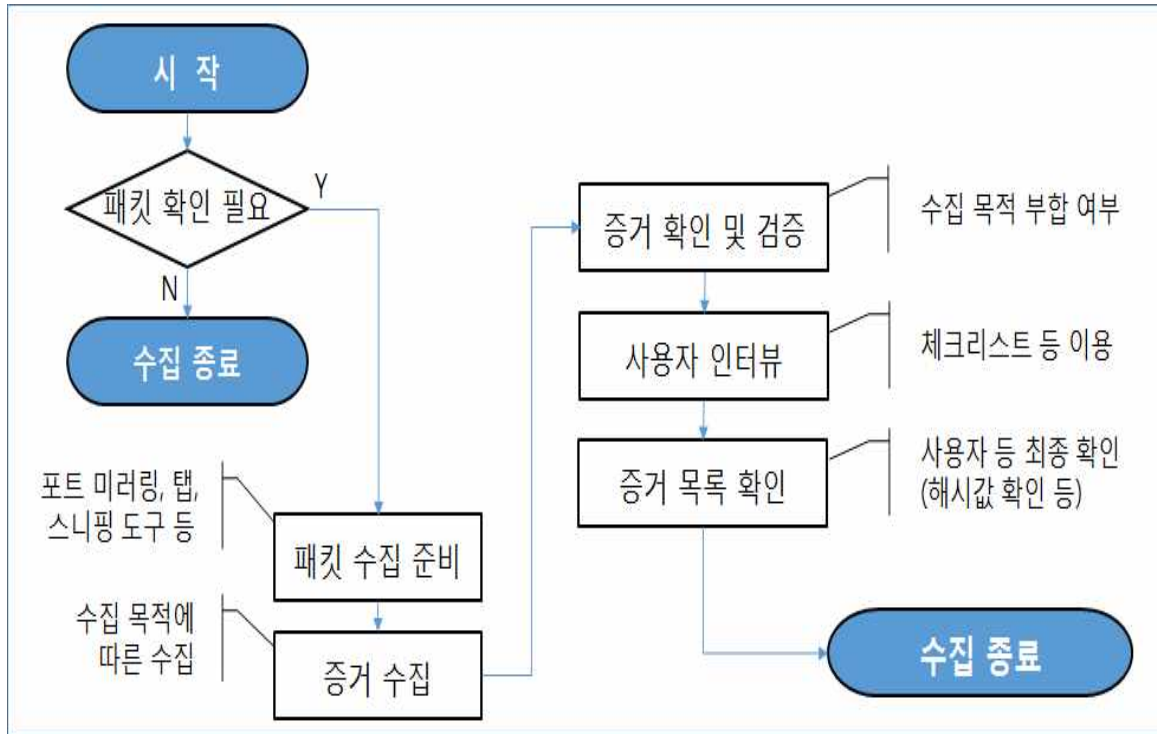 시 작
패킷 확인 필요
Y
N
수집 종료
포트 미러링, 탭,
스니핑 도구 등
패킷 수집 준비
수집 목적에
따른 수집
증거 수집
증거 확인 및 검증
수집 목적 부합 여부
사용자 인터뷰
체크리스트 등 이용
증거 목록 확인
사용자 등 최종 확인
(해시값 확인 등)
수집 종료